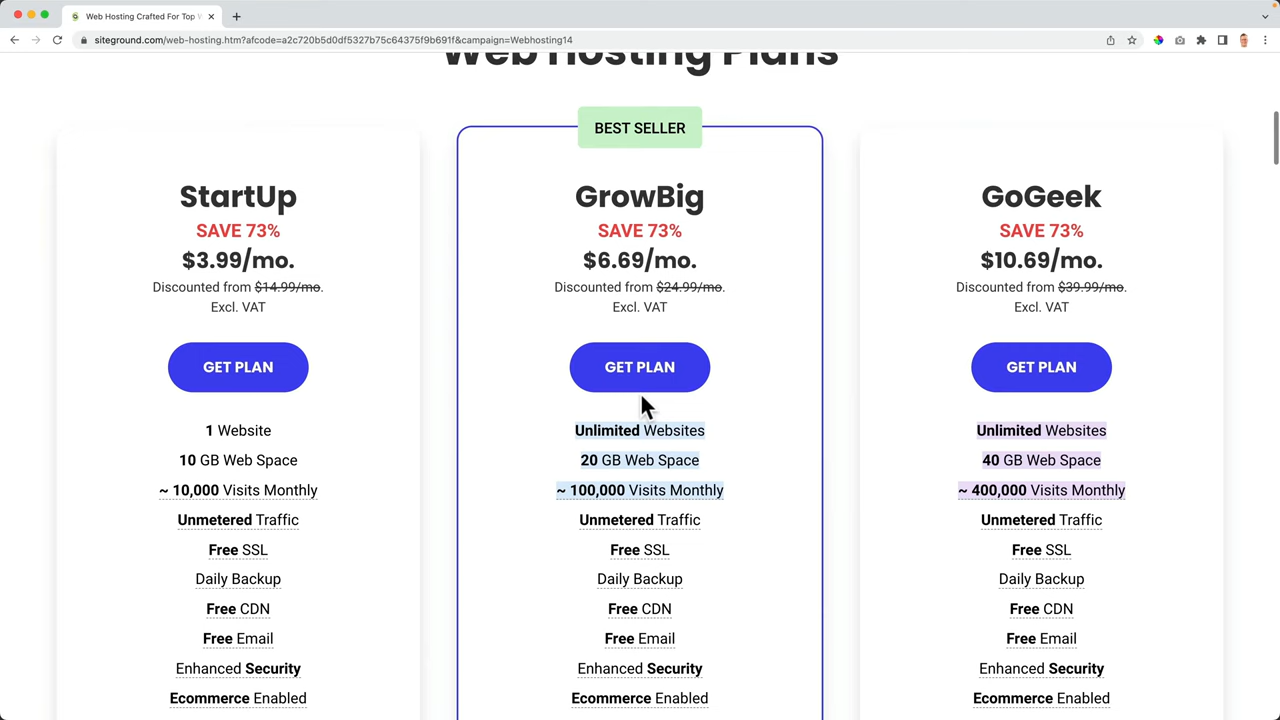 Web Hosting Crafted For Top W
siteground.com/web-hosting.htm?afcode=a2c720b5d0df5327b75c64375f9b691f&campaign=Webhosting14
Web Hosting Plans
BEST SELLER
StartUp
SAVE 73%
$3.99/mo.
Discounted from $14.99/mo.
Excl. VAT
GET PLAN
1 Website
10 GB Web Space
~ 10,000 Visits Monthly
Unmetered Traffic
Free SSL
Daily Backup
Free CDN
Free Email
Enhanced Security
Ecommerce Enabled
GrowBig
SAVE 73%
$6.69/mo.
Discounted from $24.99/mo.
Excl. VAT
GET PLAN
Unlimited Websites
20 GB Web Space
~ 100,000 Visits Monthly
Unmetered Traffic
Free SSL
Daily Backup
Free CDN
Free Email
Enhanced Security
Ecommerce Enabled
GoGeek
SAVE 73%
$10.69/mo.
Discounted from $39.99/mo.
Excl. VAT
GET PLAN
Unlimited Websites
40 GB Web Space
~ 400,000 Visits Monthly
Unmetered Traffic
Free SSL
Daily Backup
Free CDN
Free Email
Enhanced Security
Ecommerce Enabled